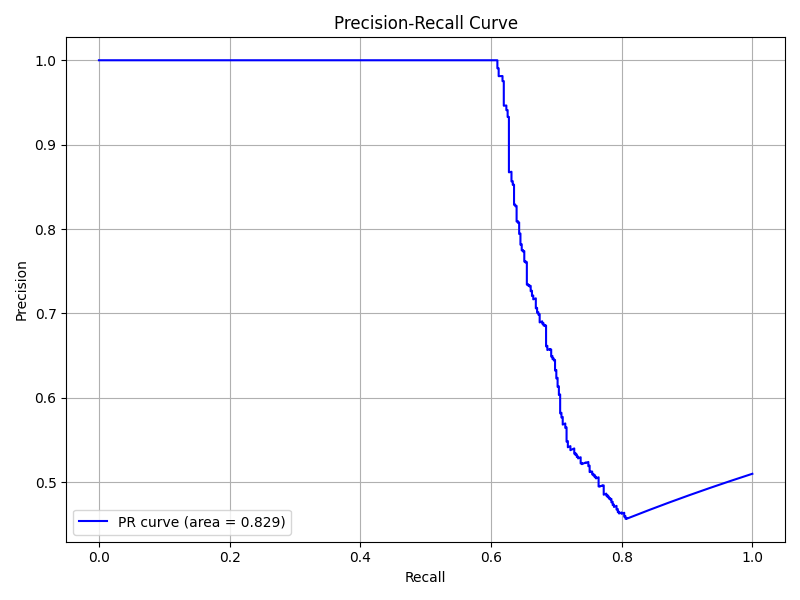 Precision-Recall Curve
1.0
0.9
0.8
0.7
0.6
0.5
Precision
PR curve (area = 0.829)
0.0 0.2 0.4 0.6 0.8 1.0
Recall